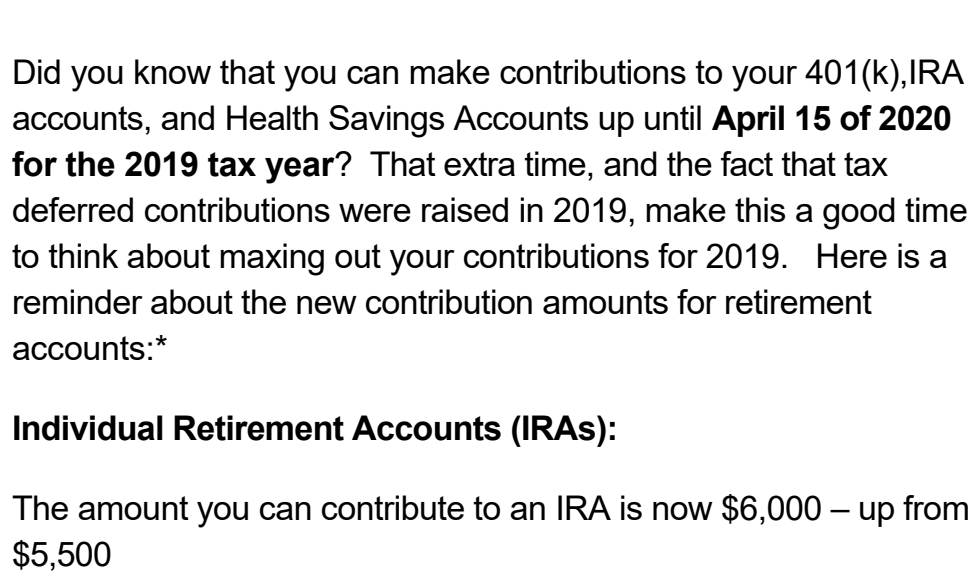 Did you know that you can make contributions to your 401(k),IRA
accounts, and Health Savings Accounts up until April 15 of 2020
for the 2019 tax year?  That extra time, and the fact that tax
deferred contributions were raised in 2019, make this a good time
to think about maxing out your contributions for 2019.   Here is a
reminder about the new contribution amounts for retirement
accounts:*
Individual Retirement Accounts (IRAs):
The amount you can contribute to an IRA is now $6,000 – up from
$5,500